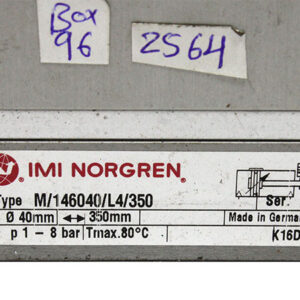 Box
96
2564
IMI NORGREN®
Type M/146040/L4/350
Ø 40mm ↔ 350mm
p 1 – 8 bar Tmax.80°C
Ser.
Made in Germany
K16D